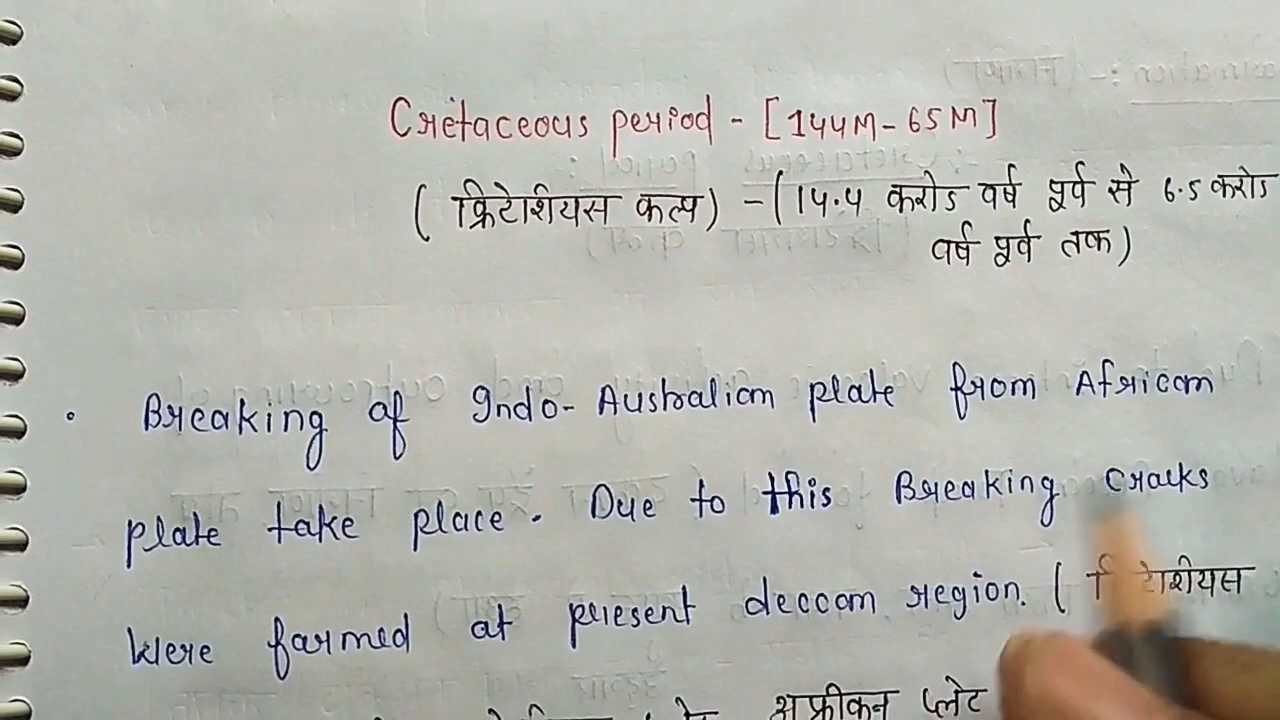 Cretaceous period - [144M - 65M]
( क्रिटेशियस कल्प) - (14.4 करोड वर्ष पूर्व से 6.5 करोड
वर्ष पूर्व तक)
• Breaking of Indo-Australian plate from African
plate take place. Due to this Breaking cracks
were formed at present deccan region. (
अफ्रीकन प्लेट